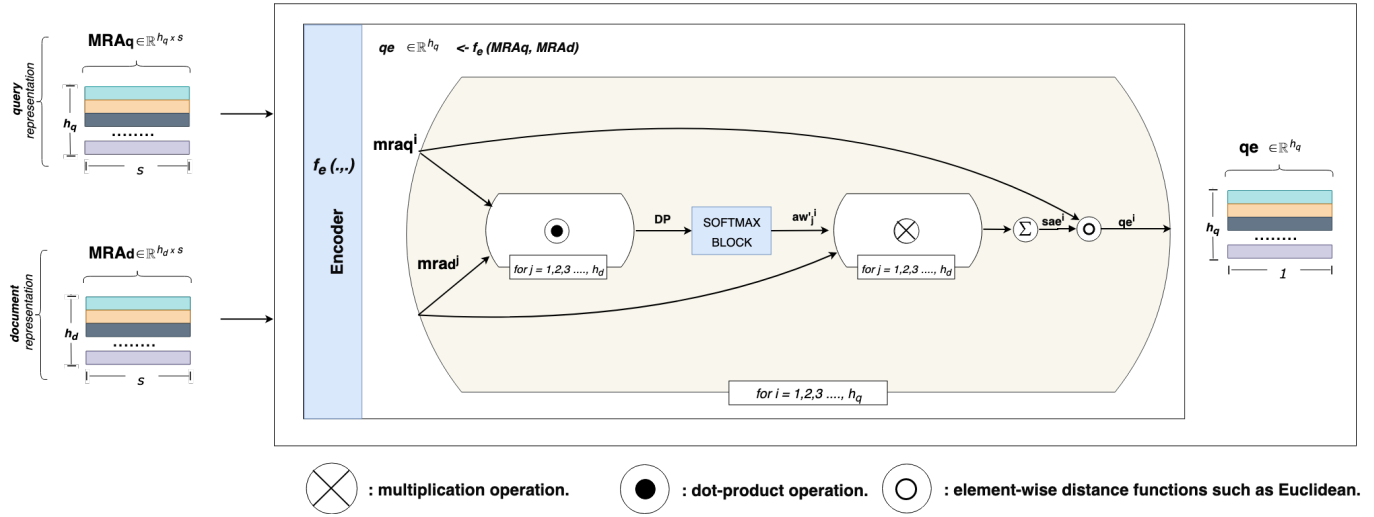 query
representation
MRAq ∈ ℝ^{h_q x s}
h_q
........
s
document
representation
MRAd ∈ ℝ^{h_d x s}
h_d
........
s
f_e (.,.)
Encoder
qe ∈ ℝ^{h_q} <- f_e (MRAq, MRAd)
mraq^i
mrad^j
for j = 1,2,3 ...., h_d
DP
SOFTMAX
BLOCK
aw'_j^i
for j = 1,2,3 ...., h_d
Σ
sae^i
qe^i
for i = 1,2,3 ...., h_q
qe ∈ ℝ^{h_q}
h_q
........
1
: multiplication operation.
: dot-product operation.
: element-wise distance functions such as Euclidean.